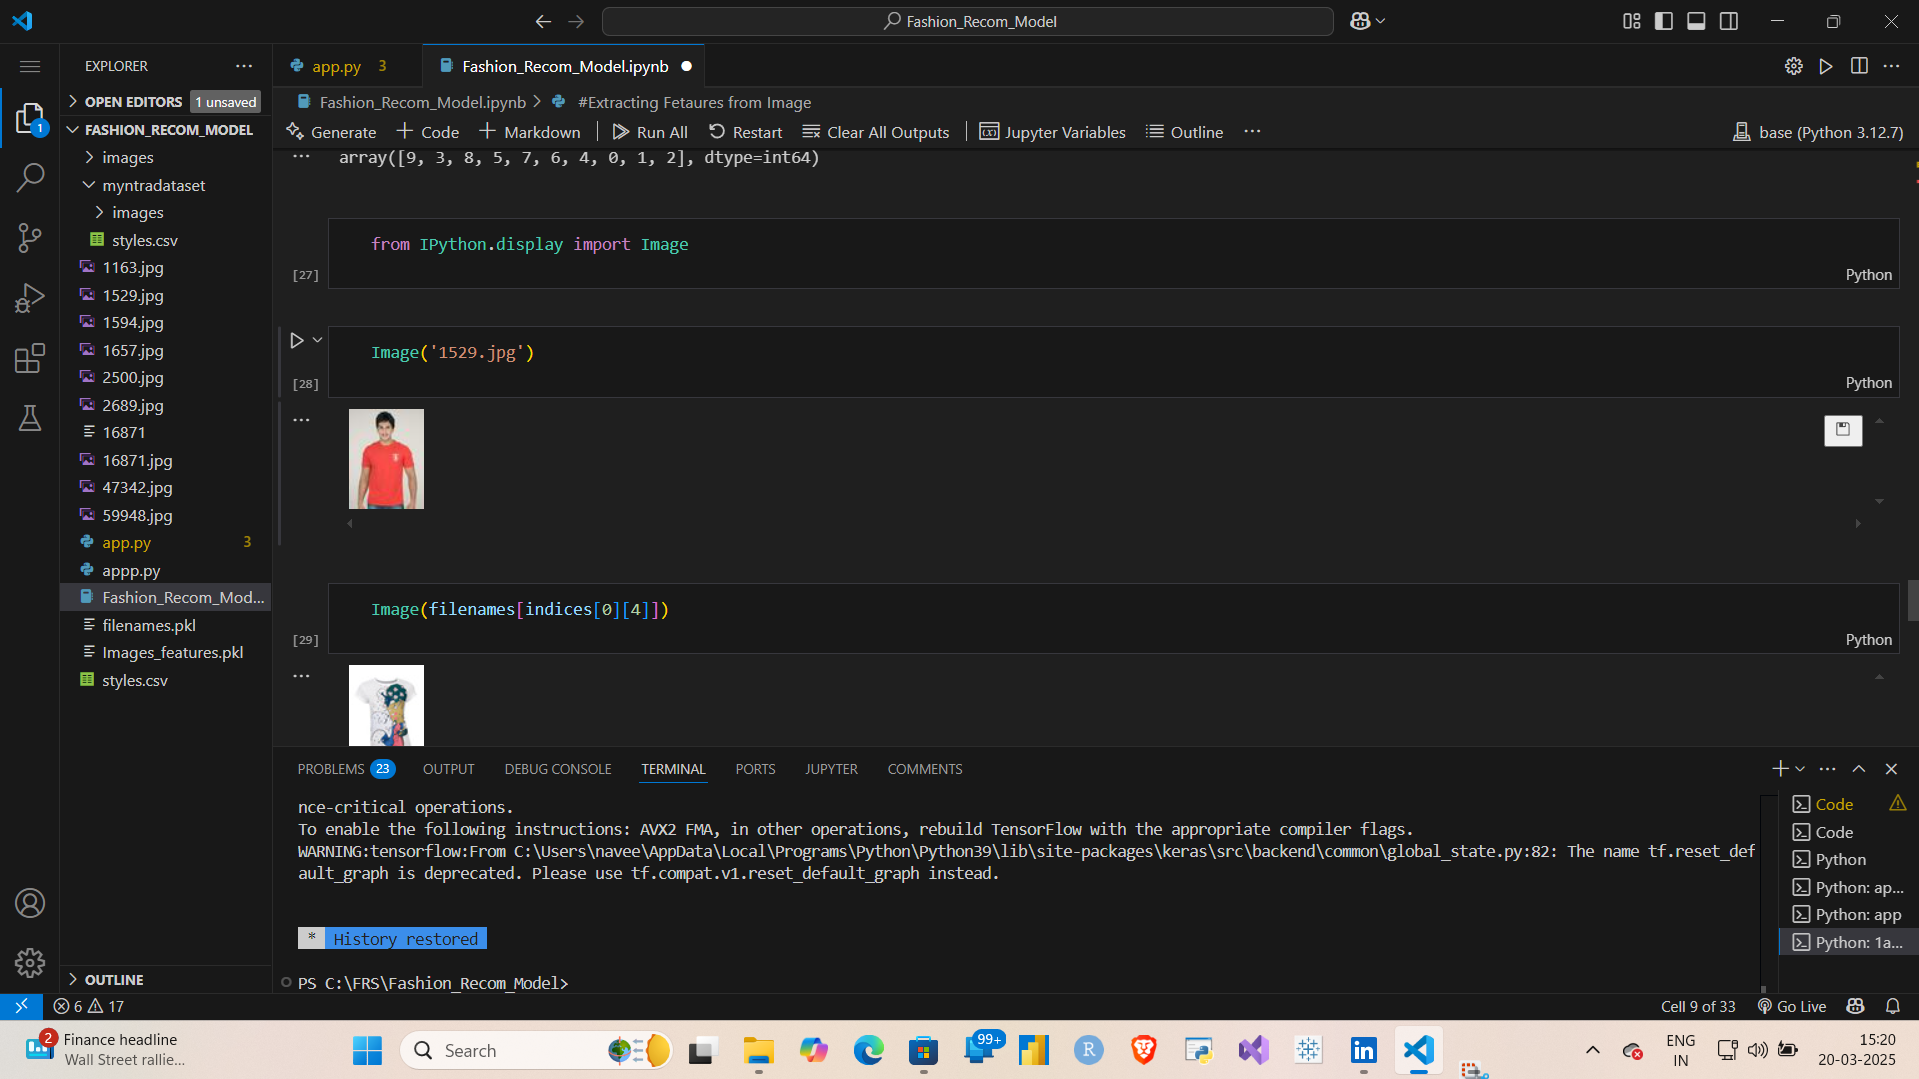 Fashion_Recom_Model
EXPLORER
OPEN EDITORS 1 unsaved
FASHION_RECOM_MODEL
images
myntradataset
images
styles.csv
1163.jpg
1529.jpg
1594.jpg
1657.jpg
2500.jpg
2689.jpg
16871
16871.jpg
47342.jpg
59948.jpg
app.py 3
appp.py
Fashion_Recom_Mod...
filenames.pkl
Images_features.pkl
styles.csv
OUTLINE
1
app.py 3
Fashion_Recom_Model.ipynb
Fashion_Recom_Model.ipynb > #Extracting Fetaures from Image
Generate + Code + Markdown Run All Restart Clear All Outputs Jupyter Variables Outline ... base (Python 3.12.7)
... array([9, 3, 8, 5, 7, 6, 4, 0, 1, 2], dtype=int64)
from IPython.display import Image
[27] Python
Image('1529.jpg')
[28] Python
...
Image(filenames[indices[0][4]])
[29] Python
...
PROBLEMS 23 OUTPUT DEBUG CONSOLE TERMINAL PORTS JUPYTER COMMENTS
nce-critical operations.
To enable the following instructions: AVX2 FMA, in other operations, rebuild TensorFlow with the appropriate compiler flags.
WARNING:tensorflow:From C:\Users\navee\AppData\Local\Programs\Python\Python39\lib\site-packages\keras\src\backend\common\global_state.py:82: The name tf.reset_def
ault_graph is deprecated. Please use tf.compat.v1.reset_default_graph instead.
* History restored
PS C:\FRS\Fashion_Recom_Model>
Code
Code
Python
Python: ap...
Python: app
Python: 1a...
6 17
Cell 9 of 33 Go Live
2
Finance headline
Wall Street rallie...
Search
99+
R
in
ENG
IN
15:20
20-03-2025